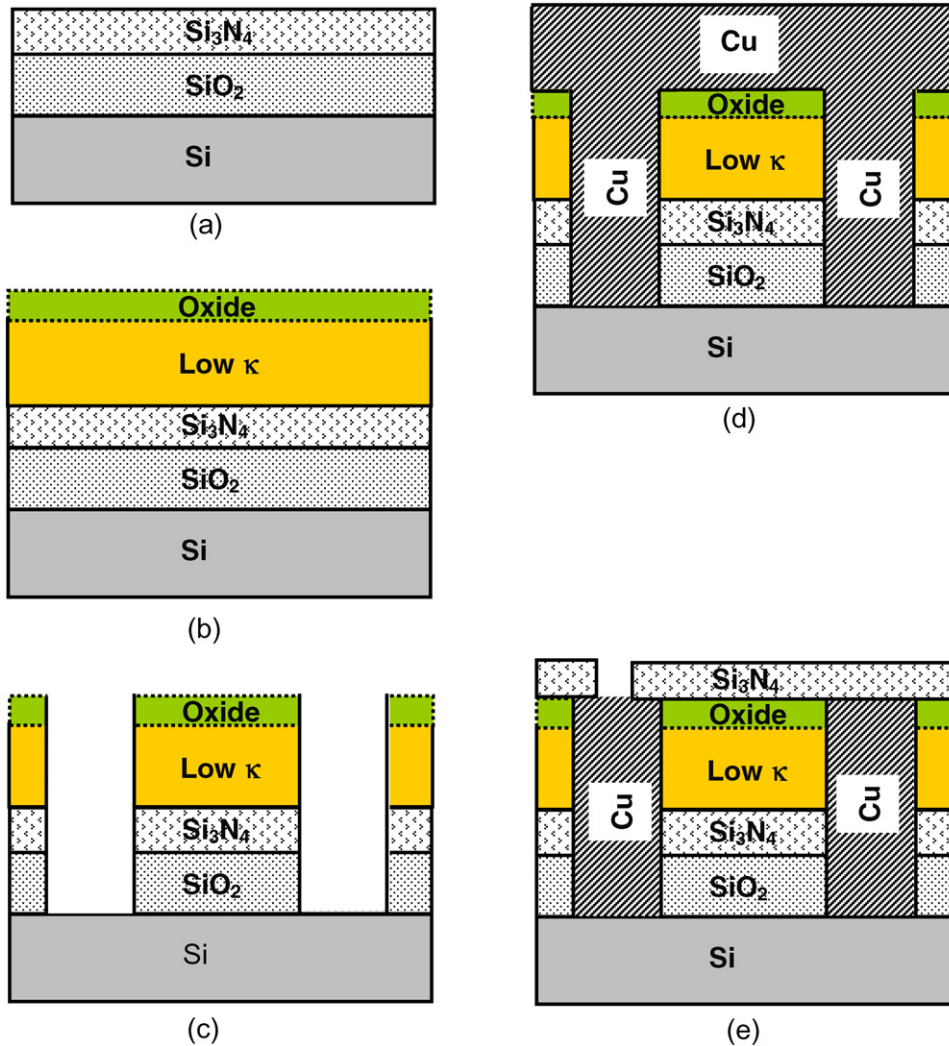 Si₃N₄
SiO₂
Si
(a)
Oxide
Low κ
Si₃N₄
SiO₂
Si
(b)
Oxide
Low κ
Si₃N₄
SiO₂
Si
(c)
Cu
Oxide
Low κ
Cu
Cu
Si₃N₄
SiO₂
Si
(d)
Si₃N₄
Oxide
Low κ
Cu
Cu
Si₃N₄
SiO₂
Si
(e)